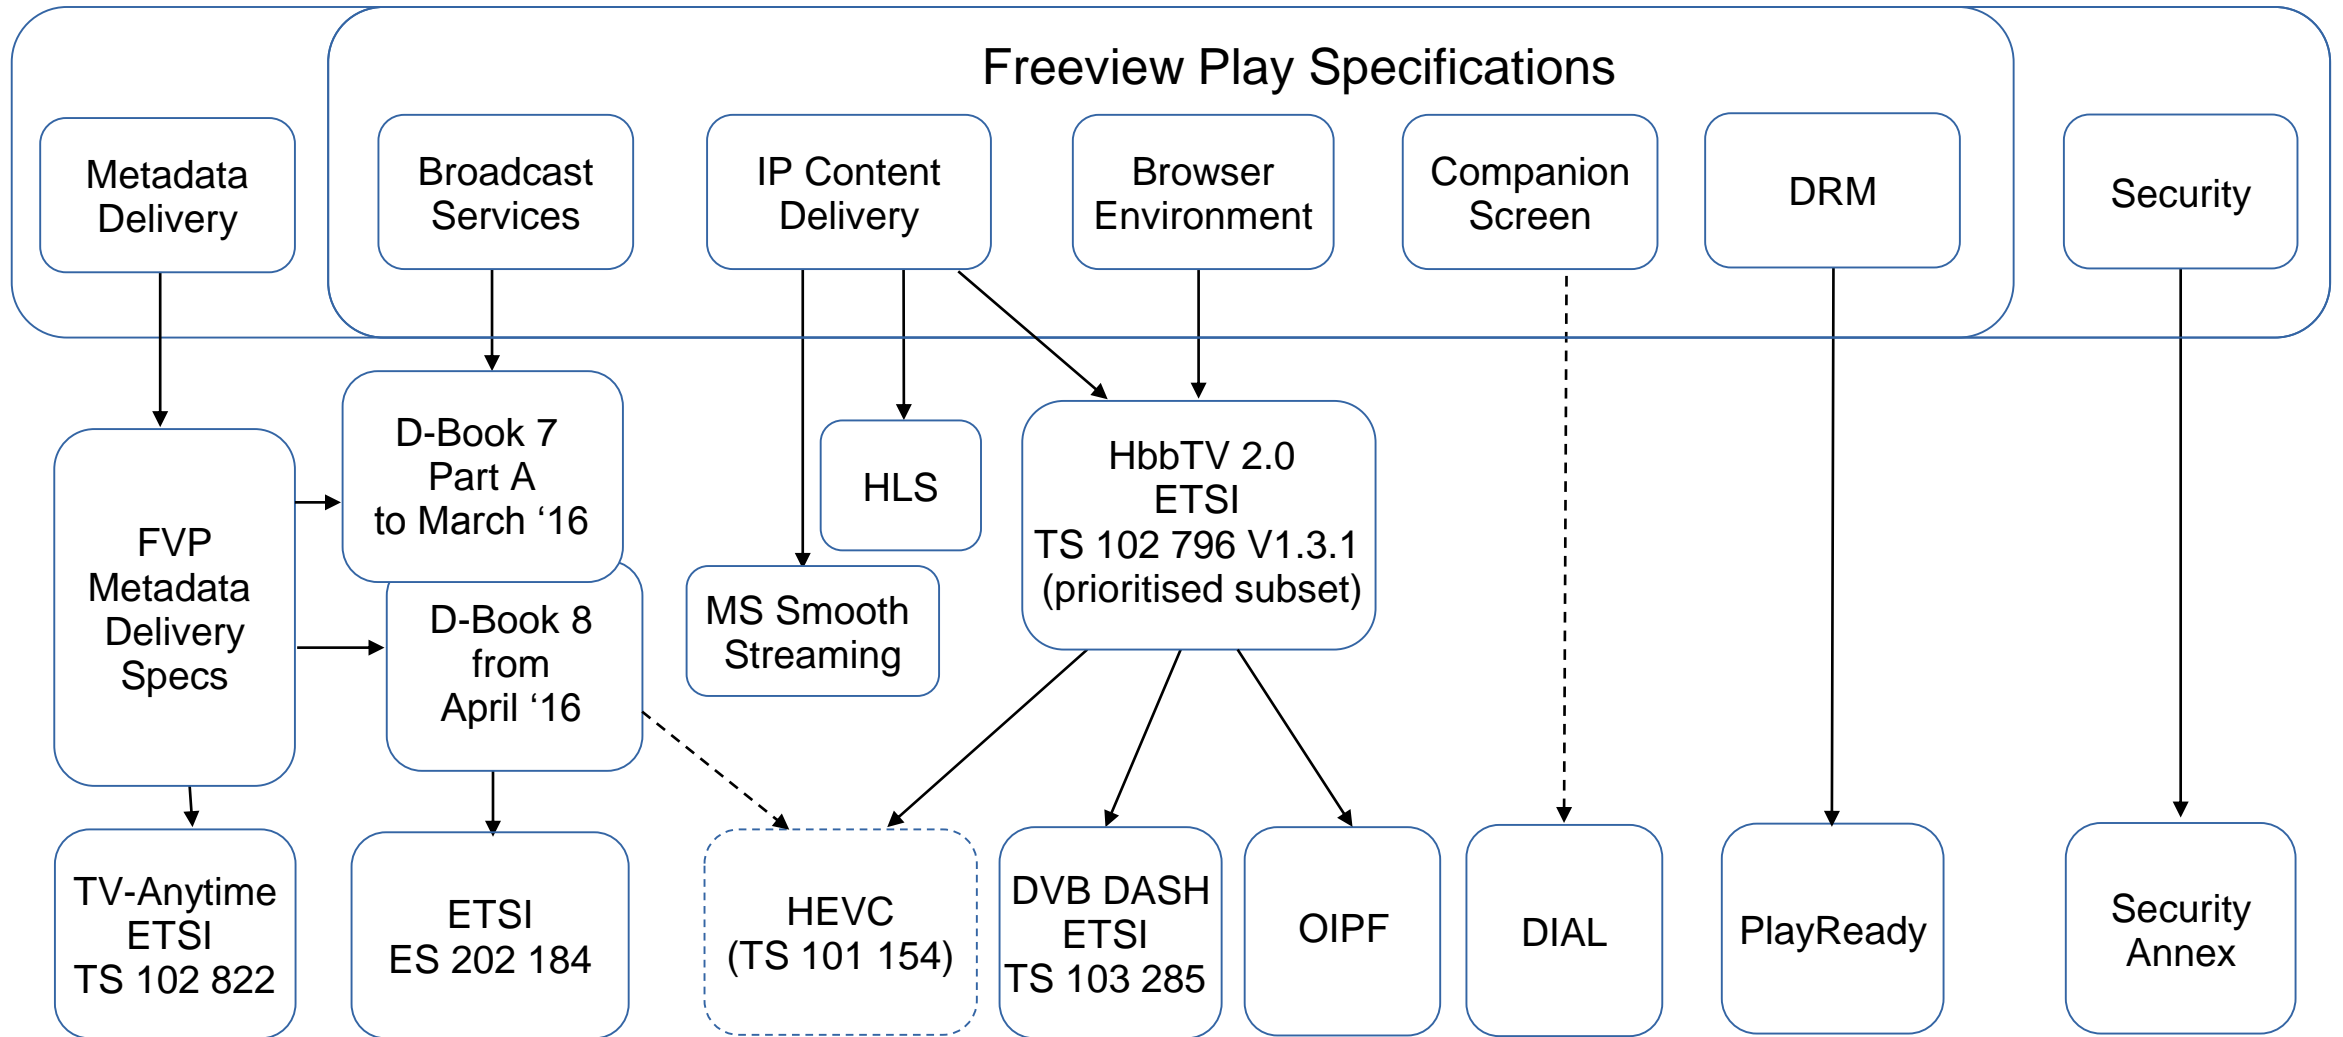 Freeview Play Specifications
Metadata
Delivery
Broadcast
Services
IP Content
Delivery
Browser
Environment
Companion
Screen
DRM
Security
FVP
Metadata
Delivery
Specs
D-Book 7
Part A
to March ‘16
D-Book 8
from
April ‘16
HLS
MS Smooth
Streaming
HbbTV 2.0
ETSI
TS 102 796 V1.3.1
(prioritised subset)
TV-Anytime
ETSI
TS 102 822
ETSI
ES 202 184
HEVC
(TS 101 154)
DVB DASH
ETSI
TS 103 285
OIPF
DIAL
PlayReady
Security
Annex